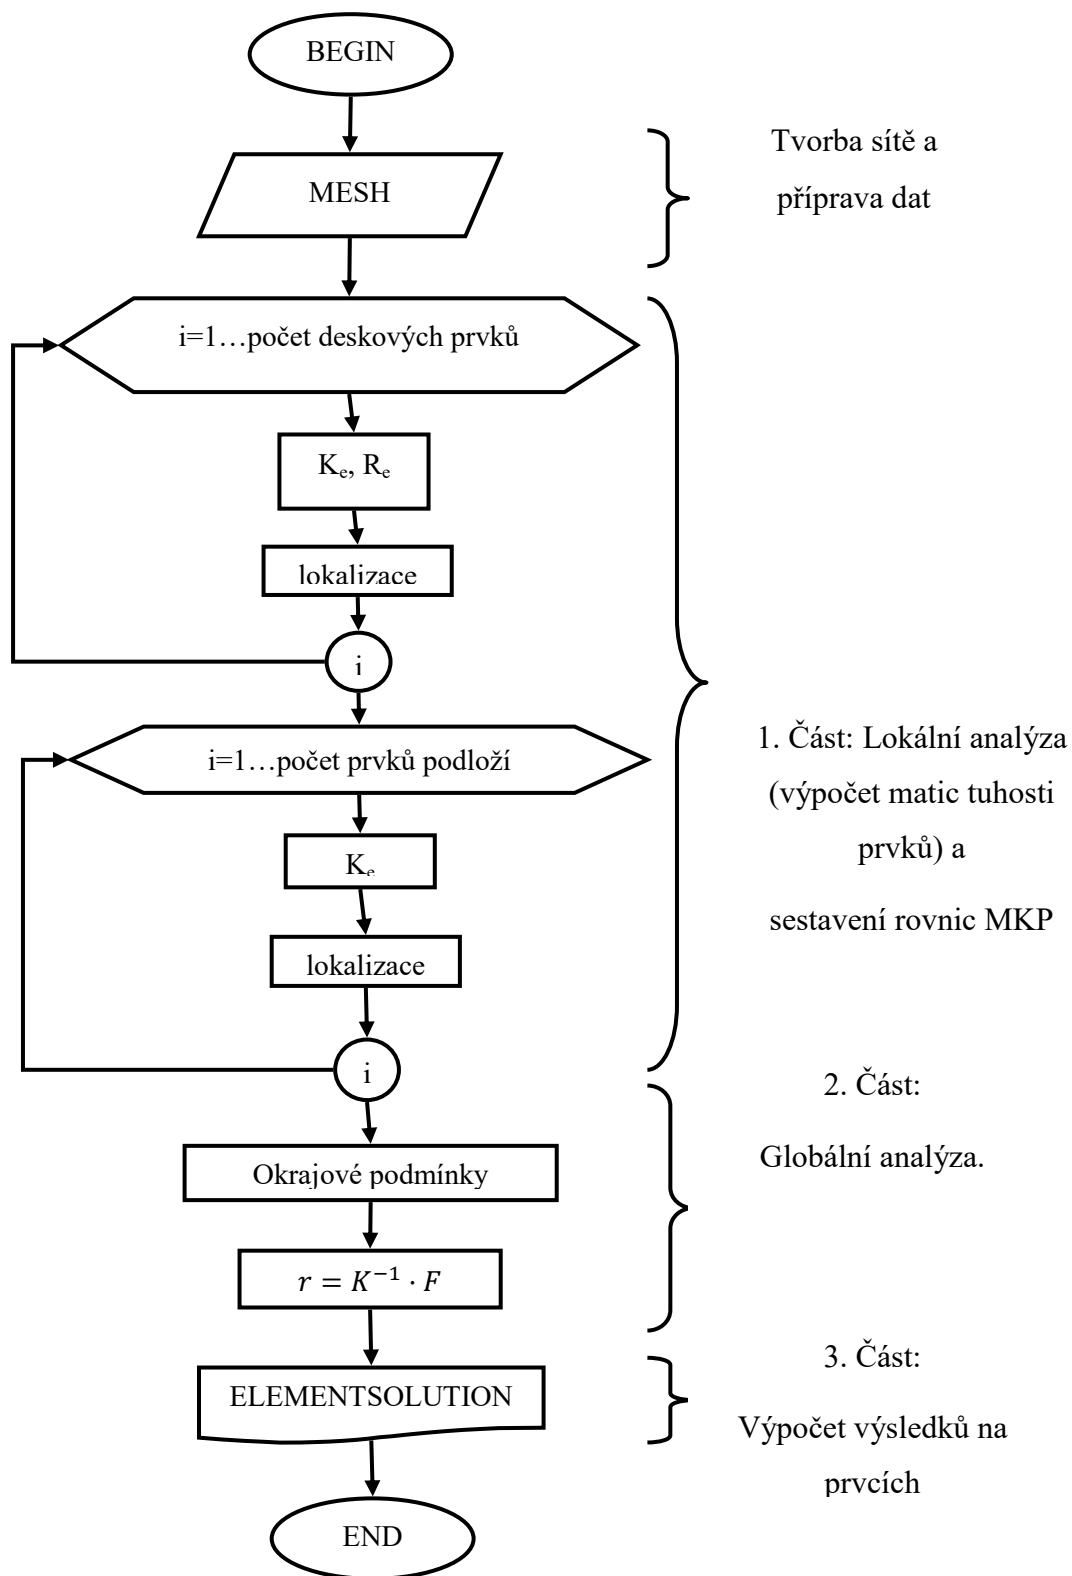 BEGIN
MESH
Tvorba sítě a
příprava dat
i=1…počet deskových prvků
Kₑ, Rₑ
lokalizace
i
i=1…počet prvků podloží
Kₑ
lokalizace
i
1. Část: Lokální analýza
(výpočet matic tuhosti
prvků) a
sestavení rovnic MKP
Okrajové podmínky
r = K⁻¹ · F
2. Část:
Globální analýza.
ELEMENTSOLUTION
3. Část:
Výpočet výsledků na
prvcích
END